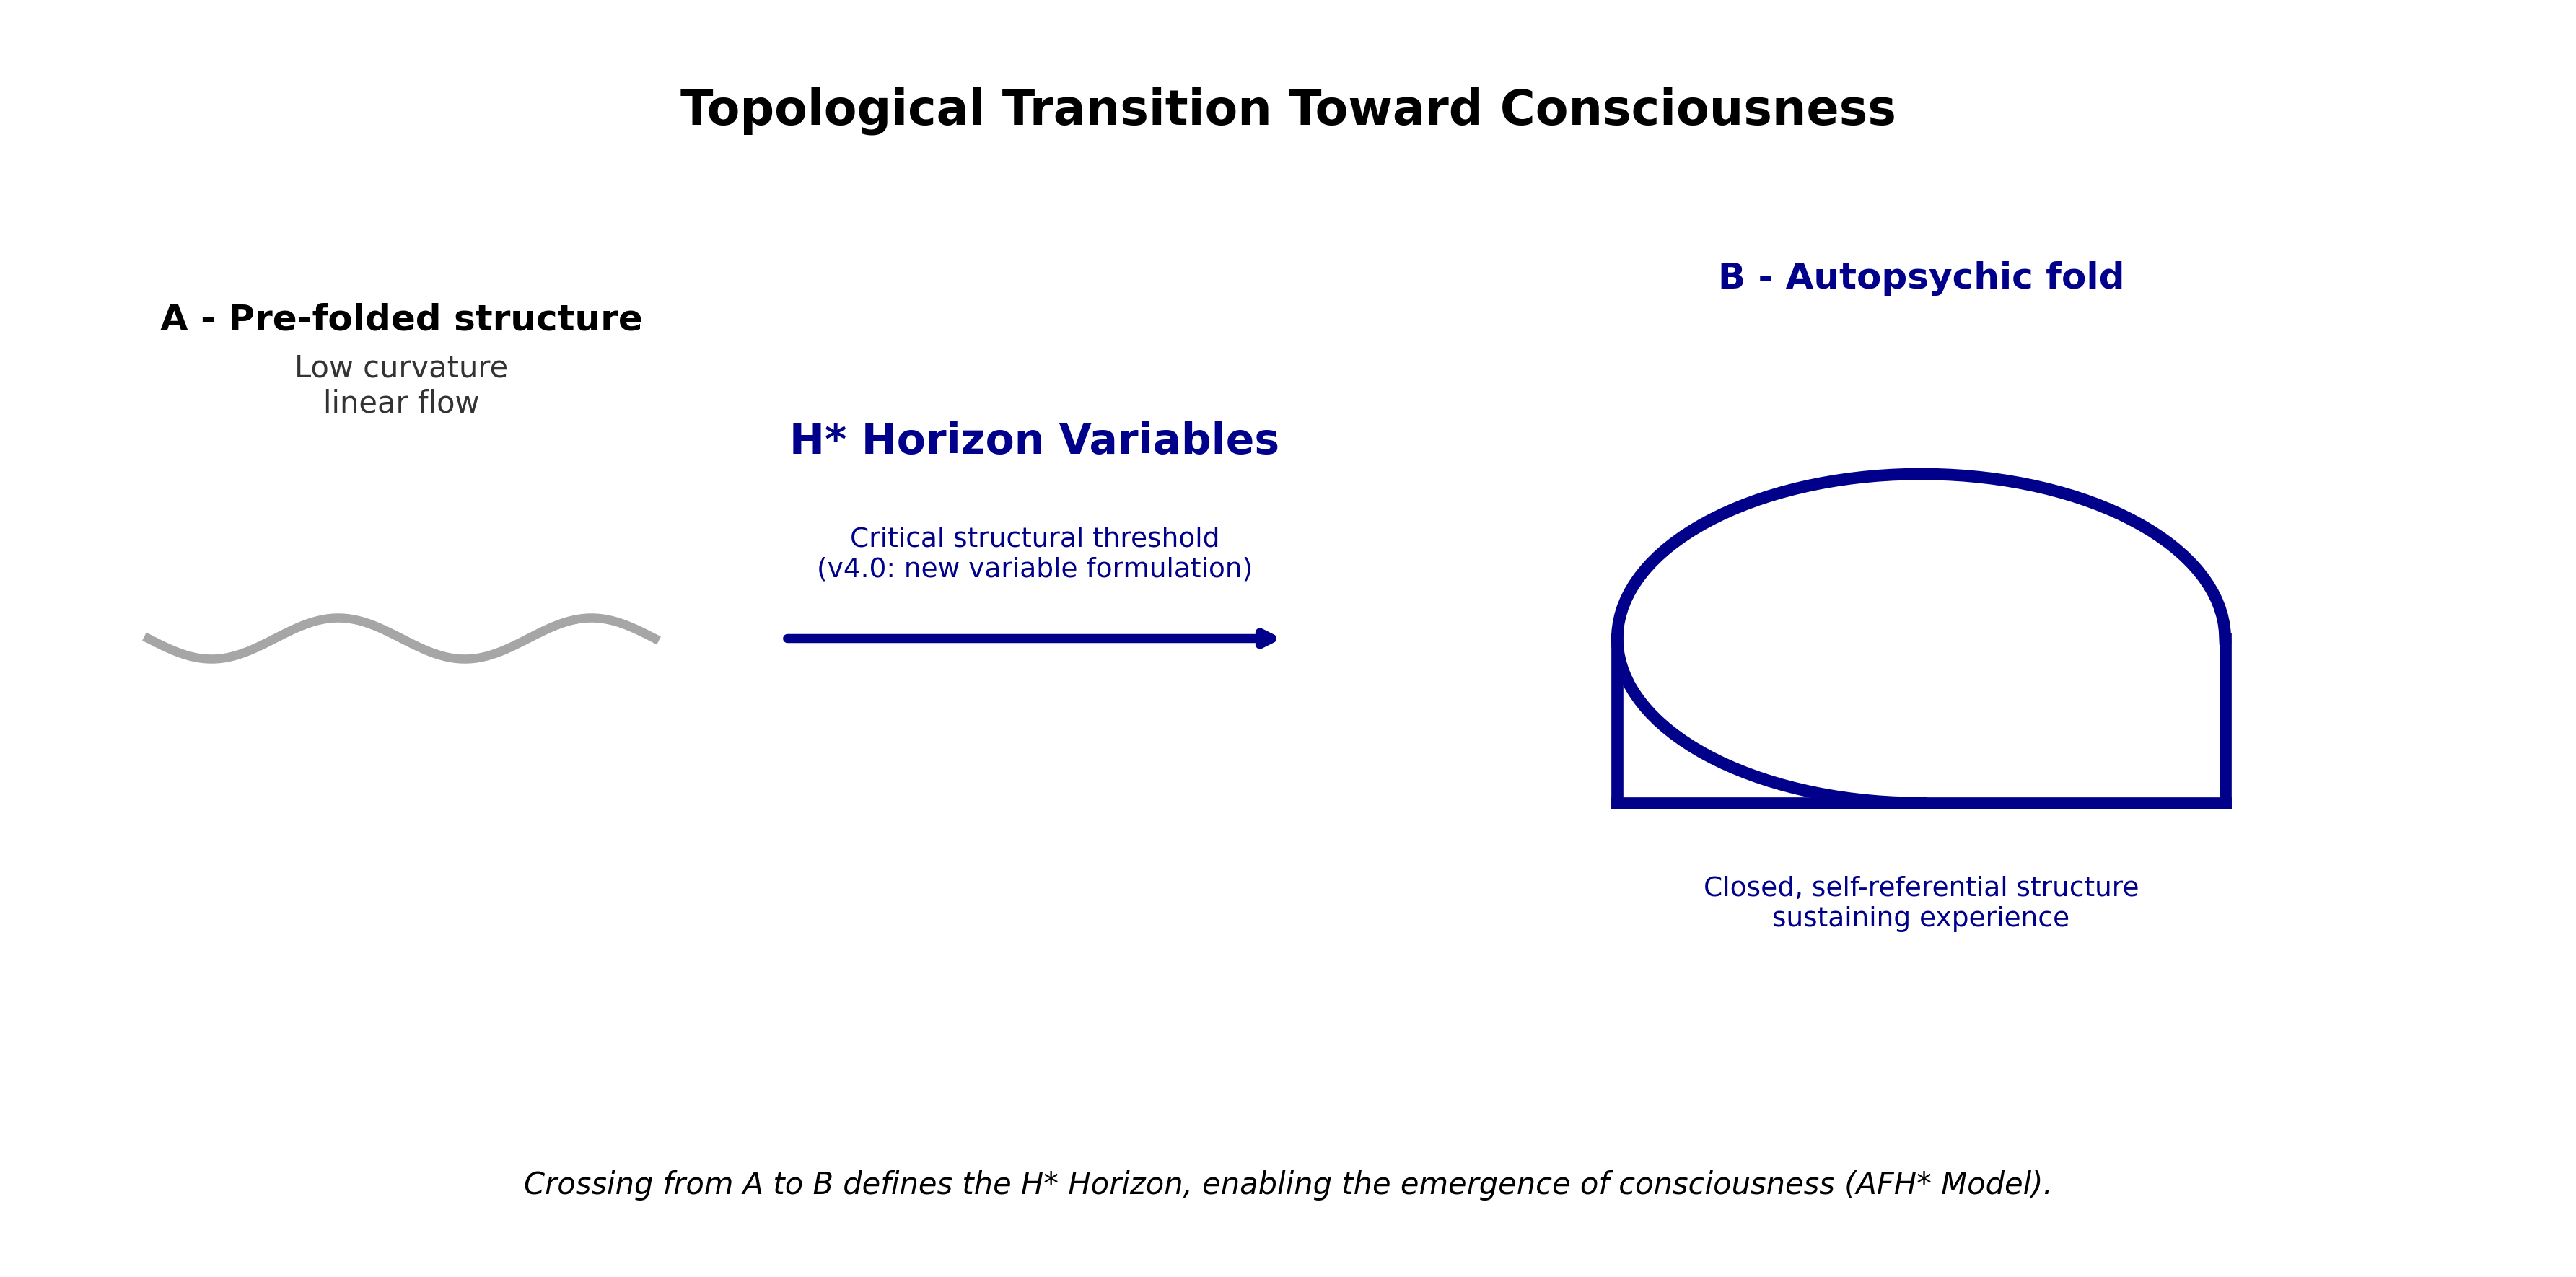 Topological Transition Toward Consciousness
A - Pre-folded structure
Low curvature
linear flow
H* Horizon Variables
Critical structural threshold
(v4.0: new variable formulation)
B - Autopsychic fold
Closed, self-referential structure
sustaining experience
Crossing from A to B defines the H* Horizon, enabling the emergence of consciousness (AFH* Model).